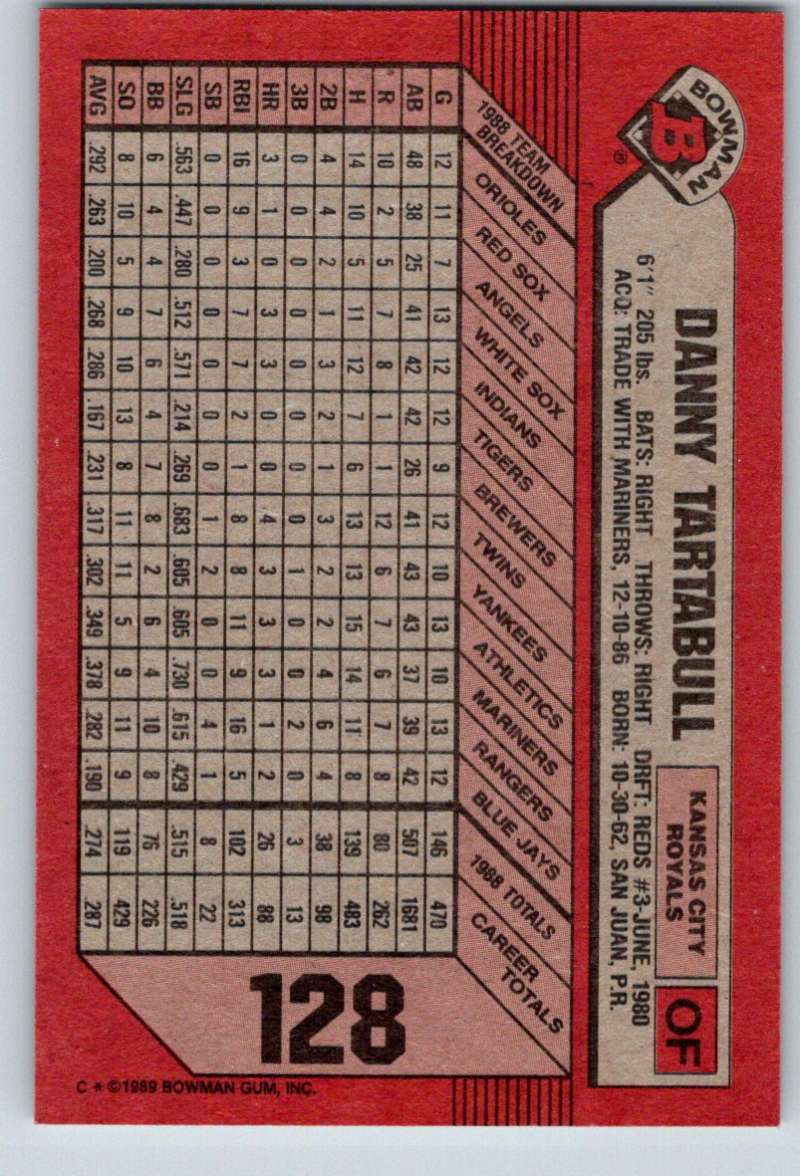 BOWMAN
B
®
DANNY TARTABULL
KANSAS CITY
ROYALS
OF
6'1" 205 lbs. BATS: RIGHT THROWS: RIGHT DRFT: REDS #3-JUNE, 1980
ACQ: TRADE WITH MARINERS, 12-10-86 BORN: 10-30-62, SAN JUAN, P.R.
1988 TEAM BREAKDOWN G AB R H 2B 3B HR RBI SB SLG BB SO AVG
ORIOLES 12 48 10 14 4 0 3 16 0 .563 6 8 .292
RED SOX 11 38 2 10 4 0 1 9 0 .447 4 10 .263
ANGELS 7 25 5 5 2 0 0 3 0 .280 4 5 .200
WHITE SOX 13 41 7 11 1 0 3 7 0 .512 7 9 .268
INDIANS 12 42 8 12 3 0 3 7 0 .571 6 10 .286
TIGERS 12 42 1 7 2 0 0 2 0 .214 4 13 .167
BREWERS 9 26 1 6 1 0 0 1 0 .269 7 8 .231
TWINS 12 41 12 13 3 0 4 8 1 .683 8 11 .317
YANKEES 10 43 6 13 2 1 3 8 2 .605 2 11 .302
ATHLETICS 13 43 7 15 2 0 3 11 0 .605 6 5 .349
MARINERS 10 37 6 14 4 0 3 9 0 .730 4 9 .378
RANGERS 13 39 7 11 6 2 1 16 4 .615 10 11 .282
BLUE JAYS 12 42 8 8 4 0 2 5 1 .429 8 9 .190
1988 TOTALS 146 507 80 139 38 3 26 102 8 .515 76 119 .274
CAREER TOTALS 470 1681 262 483 98 13 88 313 22 .518 226 429 .287
128
C * ©1989 BOWMAN GUM, INC.